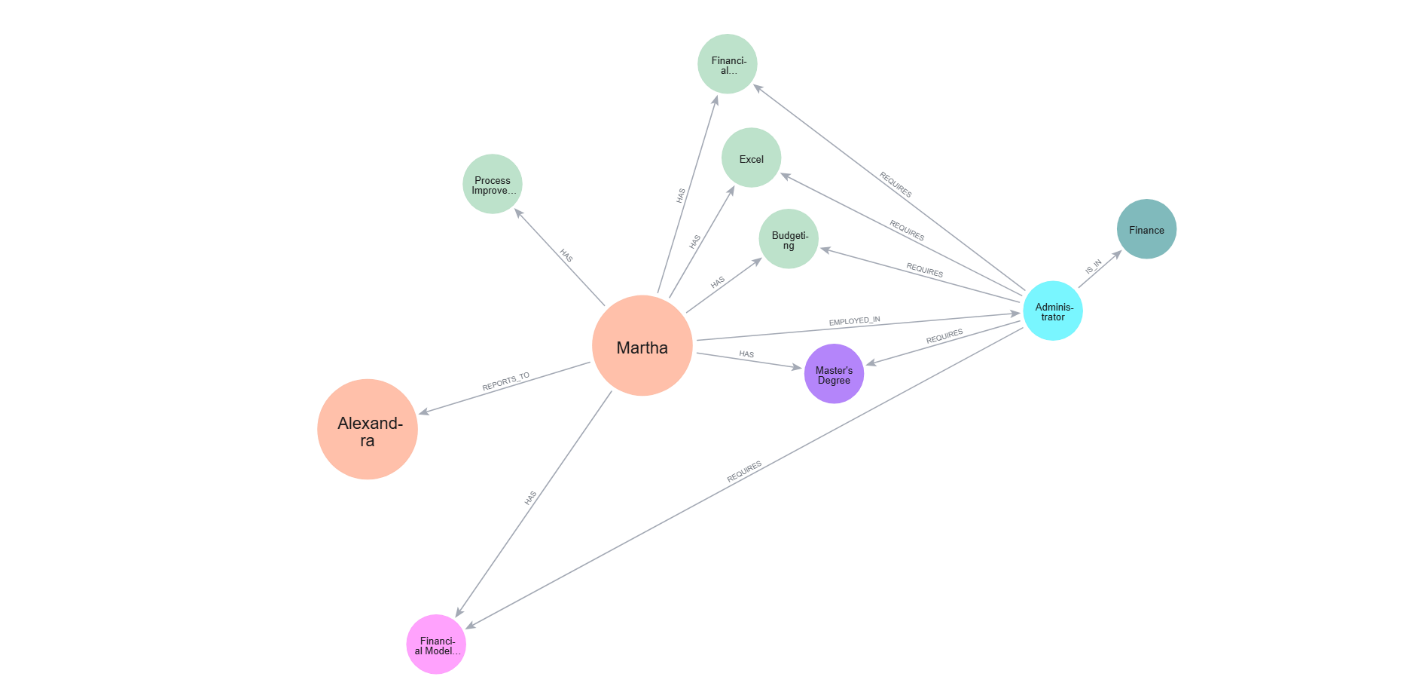 Financi-
al...
HAS
REQUIRES
Excel
HAS
REQUIRES
Process
Improve...
HAS
Budgeti-
ng
HAS
REQUIRES
Finance
IS_IN
Adminis-
trator
EMPLOYED_IN
Martha
HAS
REQUIRES
Master's
Degree
REPORTS_TO
Alexand-
ra
HAS
REQUIRES
Financi-
al Model...